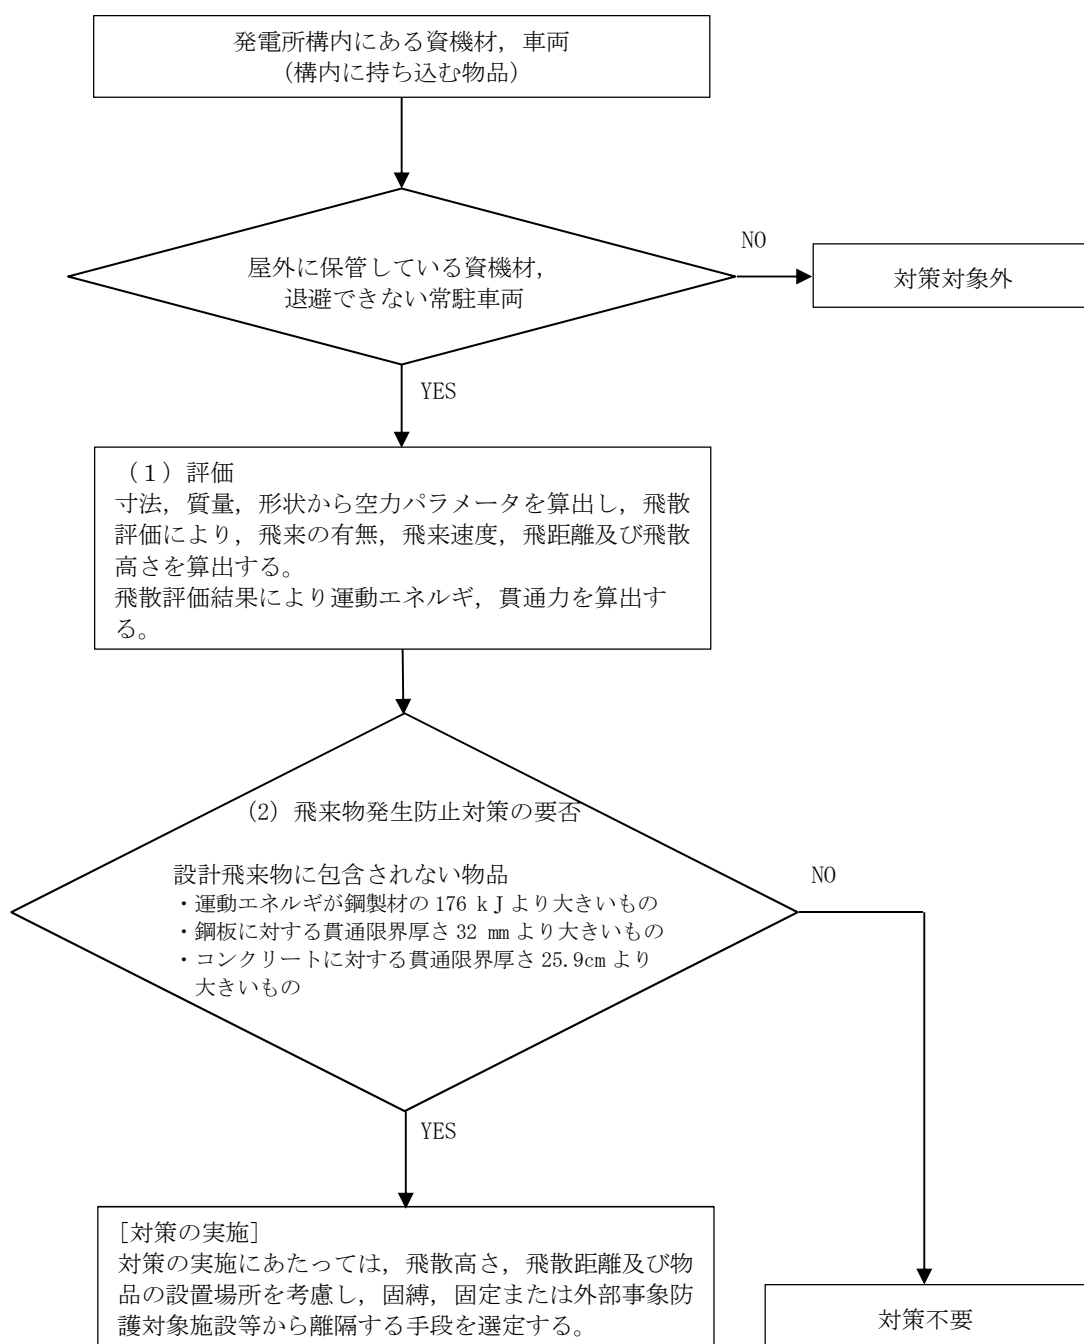 発電所構内にある資機材，車両
（構内に持ち込む物品）
屋外に保管している資機材，
退避できない常駐車両
NO
対策対象外
YES
（１）評価
寸法，質量，形状から空力パラメータを算出し，飛散
評価により，飛来の有無，飛来速度，飛距離及び飛散
高さを算出する。
飛散評価結果により運動エネルギ，貫通力を算出す
る。
(2) 飛来物発生防止対策の要否
設計飛来物に包含されない物品
・運動エネルギが鋼製材の 176 ｋＪより大きいもの
・鋼板に対する貫通限界厚さ 32 ㎜より大きいもの
・コンクリートに対する貫通限界厚さ 25.9cm より
大きいもの
NO
YES
[対策の実施]
対策の実施にあたっては，飛散高さ，飛散距離及び物
品の設置場所を考慮し，固縛，固定または外部事象防
護対象施設等から離隔する手段を選定する。
対策不要